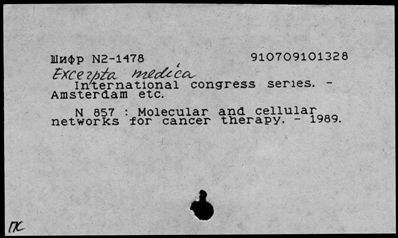 Шифр N2-1478 910709101328
Excerpta medica
International congress series. -
Amsterdam etc.
N 857 : Molecular and cellular
networks for cancer therapy. - 1989.
ПС